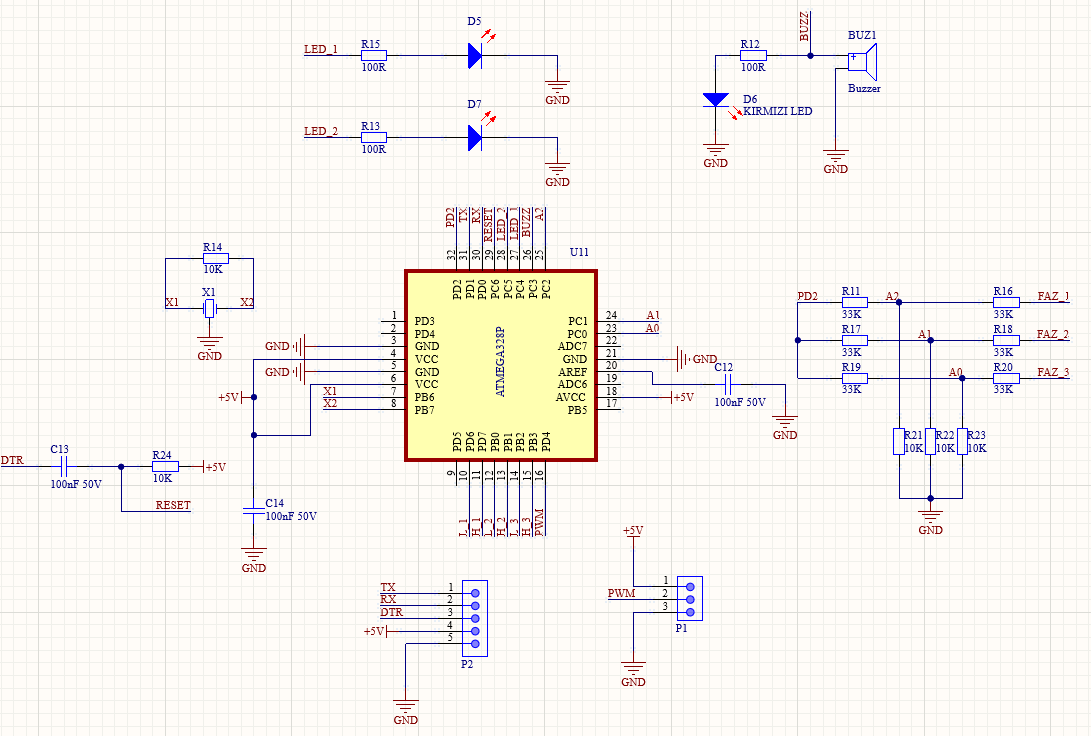 D5
LED_1
R15
100R
GND
D7
LED_2
R13
100R
GND
BUZZ
R12
100R
BUZ1
+
Buzzer
D6
KIRMIZI LED
GND
GND
PD2
TX
RX
RESET
LED_2
LED_1
BUZZ
A2
32
31
30
29
28
27
26
25
U11
PD2
PD1
PD0
PC6
PC5
PC4
PC3
PC2
R14
10K
X1
X1
X2
GND
1 PD3
2 PD4
GND 3 GND
4 VCC
GND 5 GND
6 VCC
X1 7 PB6
X2 8 PB7
ATMEGA328P
PC1 24 A1
PC0 23 A0
ADC7 22
GND 21 GND
AREF 20
ADC6 19
AVCC 18 +5V
PB5 17
C12
100nF 50V
GND
+5V
PD5
PD6
PD7
PB0
PB1
PB2
PB3
PD4
9
10
11
12
13
14
15
16
L_1
H_1
L_2
H_2
L_3
H_3
PWM
DTR
C13
100nF 50V
R24
10K
+5V
RESET
C14
100nF 50V
GND
PD2
R11
33K
A2
R16
33K
FAZ_1
R17
33K
A1
R18
33K
FAZ_2
R19
33K
A0
R20
33K
FAZ_3
R21
10K
R22
10K
R23
10K
GND
TX 1
RX 2
DTR 3
+5V 4
5
P2
GND
+5V
1
PWM 2
3
P1
GND